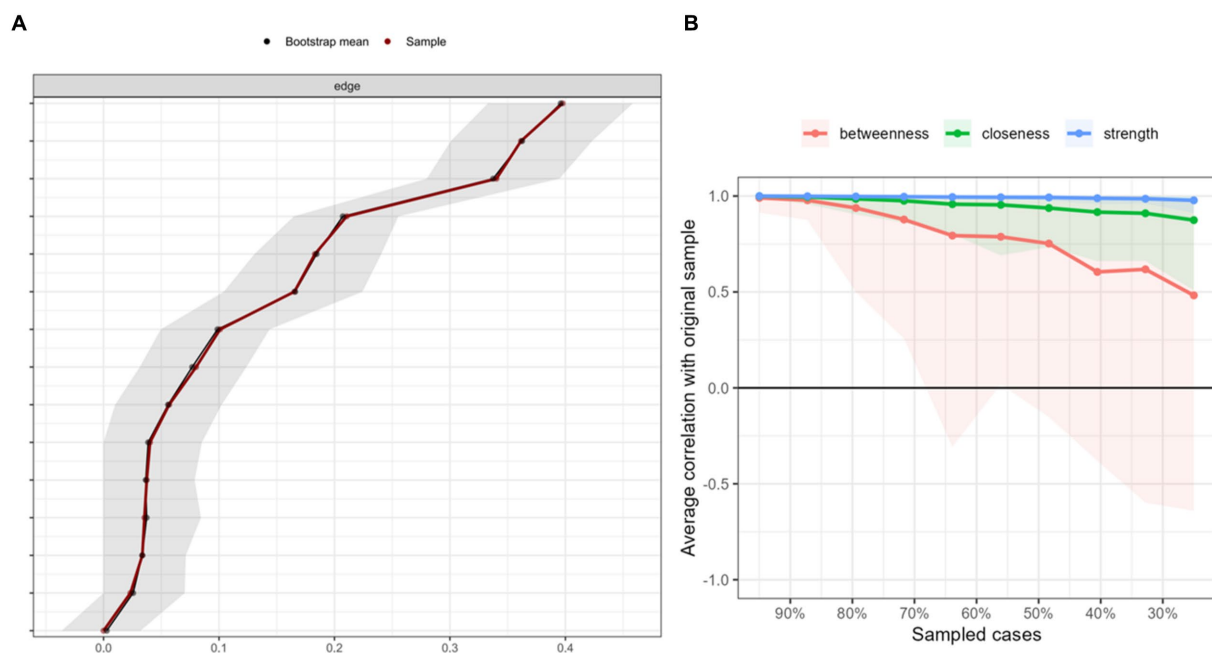 A
Bootstrap mean Sample
edge
0.0 0.1 0.2 0.3 0.4
B
betweenness closeness strength
Average correlation with original sample
1.0
0.5
0.0
-0.5
-1.0
90% 80% 70% 60% 50% 40% 30%
Sampled cases